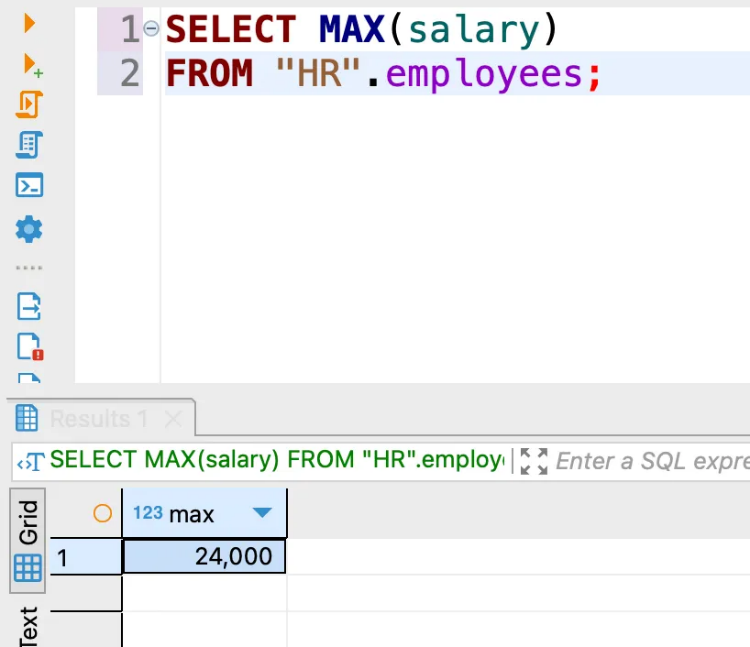 1 SELECT MAX(salary)
2 FROM "HR".employees;
Results 1
SELECT MAX(salary) FROM "HR".employ
Enter a SQL expre
Grid
123 max
1 24,000
Text